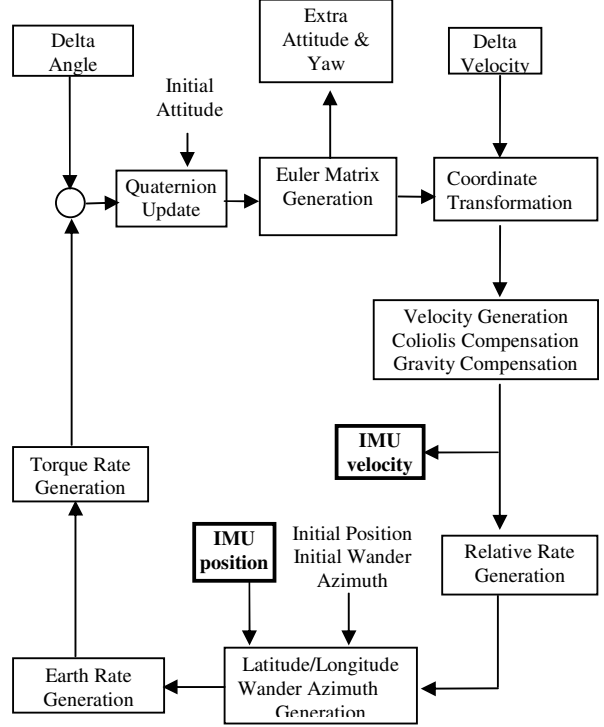 Delta
Angle
Extra
Attitude &
Yaw
Delta
Velocity
Initial
Attitude
Quaternion
Update
Euler Matrix
Generation
Coordinate
Transformation
Velocity Generation
Coliolis Compensation
Gravity Compensation
IMU
velocity
Torque Rate
Generation
IMU
position
Initial Position
Initial Wander
Azimuth
Relative Rate
Generation
Earth Rate
Generation
Latitude/Longitude
Wander Azimuth
Generation